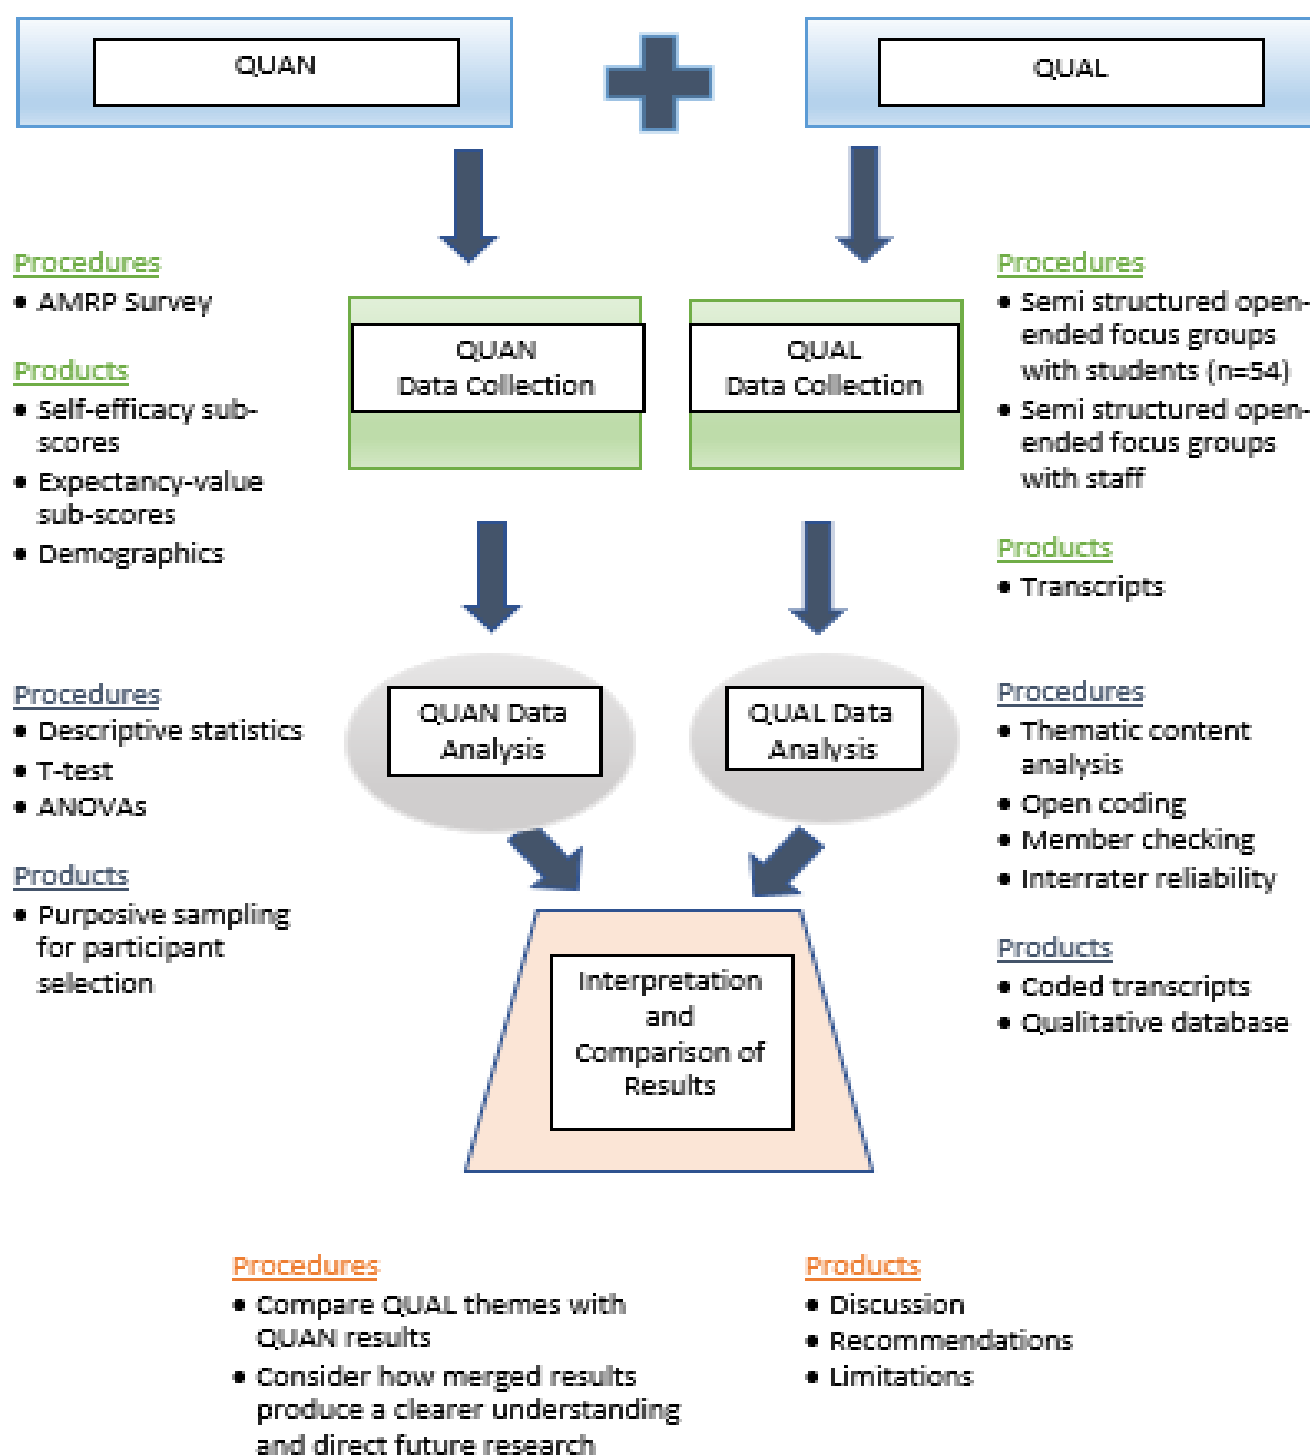 QUAN
QUAL
Procedures
• AMRP Survey
Products
• Self-efficacy sub-
scores
• Expectancy-value
sub-scores
• Demographics
QUAN
Data Collection
QUAL
Data Collection
Procedures
• Semi structured open-
ended focus groups
with students (n=54)
• Semi structured open-
ended focus groups
with staff
Products
• Transcripts
Procedures
• Descriptive statistics
• T-test
• ANOVAs
Products
• Purposive sampling
for participant
selection
QUAN Data
Analysis
QUAL Data
Analysis
Procedures
• Thematic content
analysis
• Open coding
• Member checking
• Interrater reliability
Products
• Coded transcripts
• Qualitative database
Interpretation
and
Comparison of
Results
Procedures
• Compare QUAL themes with
QUAN results
• Consider how merged results
produce a clearer understanding
and direct future research
Products
• Discussion
• Recommendations
• Limitations